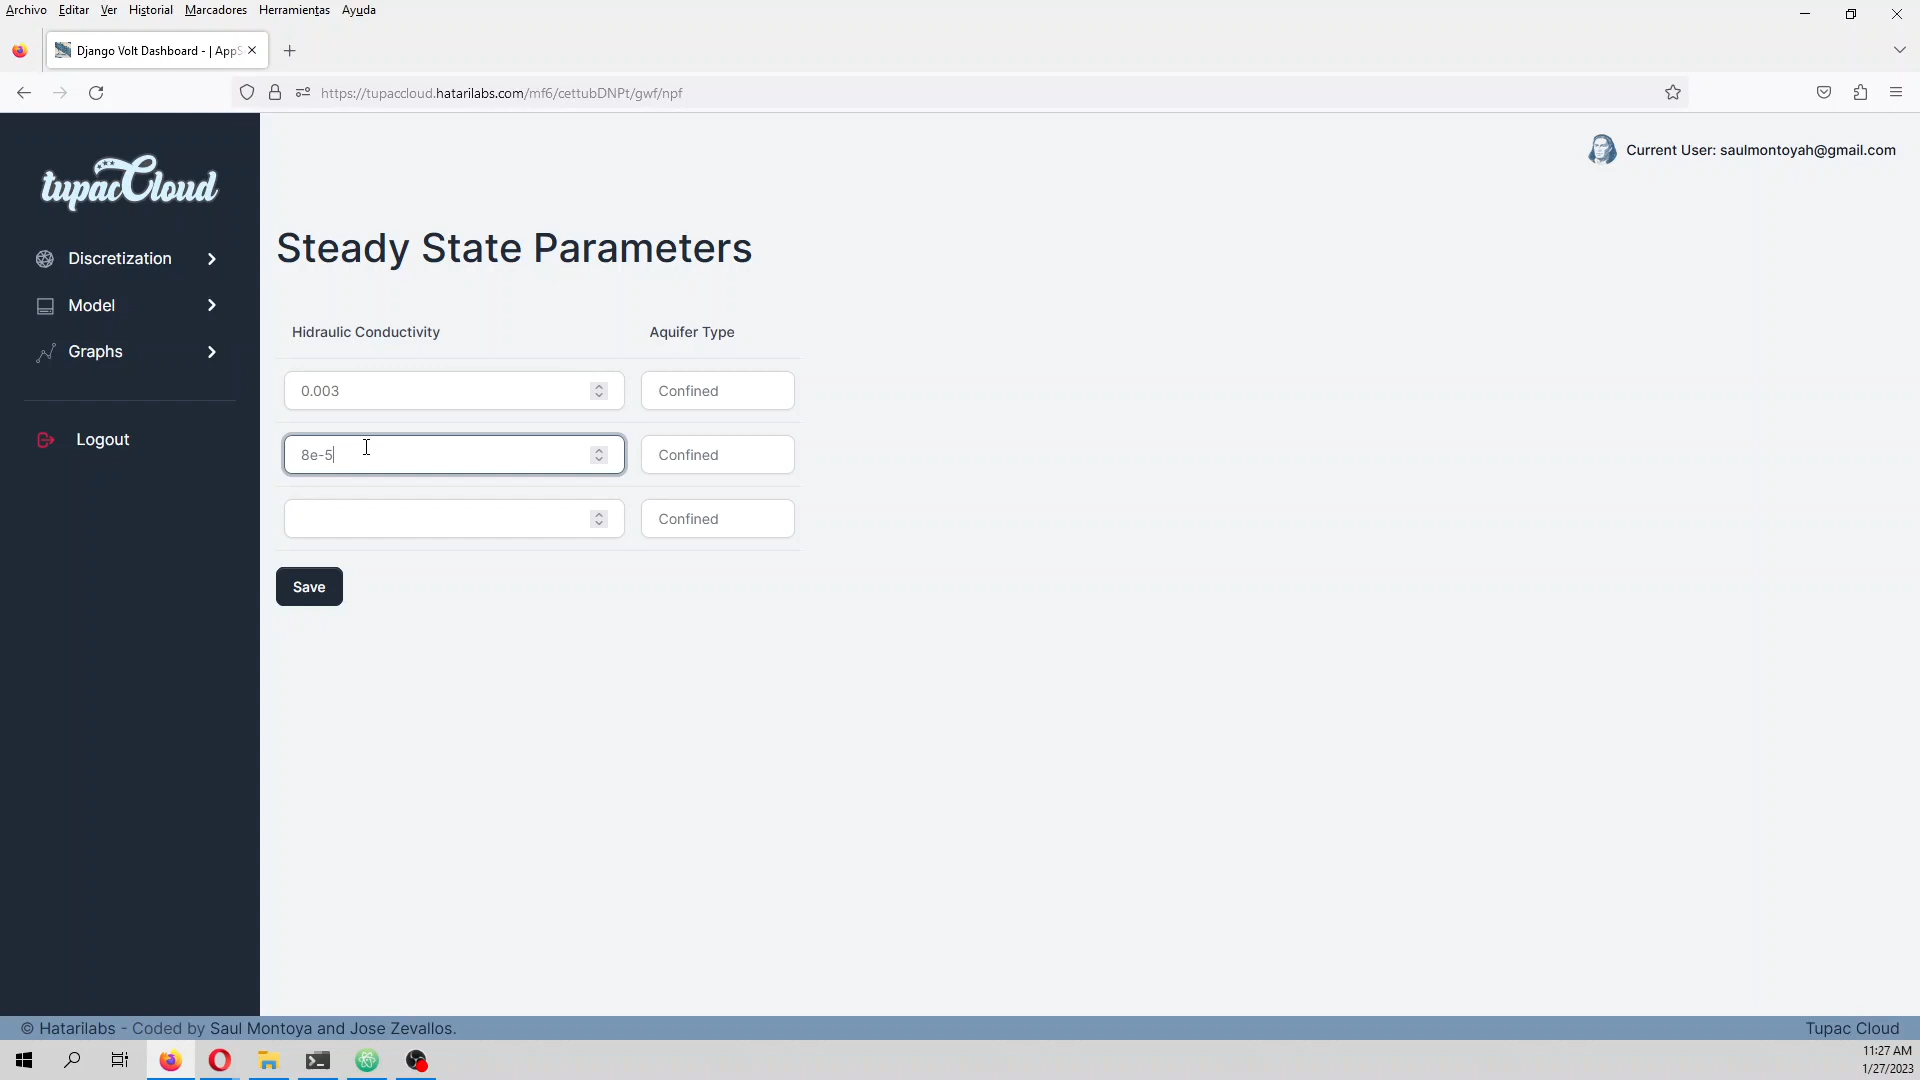 Archivo Editar Ver Historial Marcadores Herramientas Ayuda
Django Volt Dashboard - | AppS
https://tupaccloud.hatarilabs.com/mf6/cettubDNPt/gwf/npf
tupacCloud
Current User: saulmontoyah@gmail.com
Discretization
Model
Graphs
Logout
Steady State Parameters
Hidraulic Conductivity Aquifer Type
0.003 Confined
8e-5 Confined
Confined
Save
© Hatarilabs - Coded by Saul Montoya and Jose Zevallos. Tupac Cloud
11:27 AM
1/27/2023